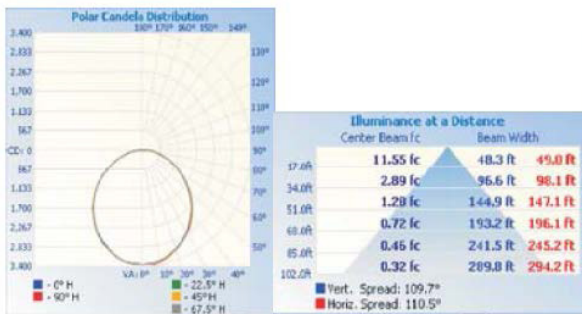 Polar Candela Distribution
180° 170° 160° 150° 140°
3,400
2,833
2,267
1,700
1,133
567
CD: 0
567
1,133
1,700
2,267
2,833
3,400
130°
120°
110°
100°
90°
80°
70°
60°
50°
VA: 0° 10° 20° 30° 40°
- 0° H
- 90° H
- 22.5° H
- 45° H
- 67.5° H
Illuminance at a Distance
Center Beam fc Beam Width
17.0ft 11.55 fc 48.3 ft 49.0 ft
34.0ft 2.89 fc 96.6 ft 98.1 ft
51.0ft 1.28 fc 144.9 ft 147.1 ft
68.0ft 0.72 fc 193.2 ft 196.1 ft
85.0ft 0.46 fc 241.5 ft 245.2 ft
102.0ft 0.32 fc 289.8 ft 294.2 ft
Vert. Spread: 109.7°
Horiz. Spread: 110.5°